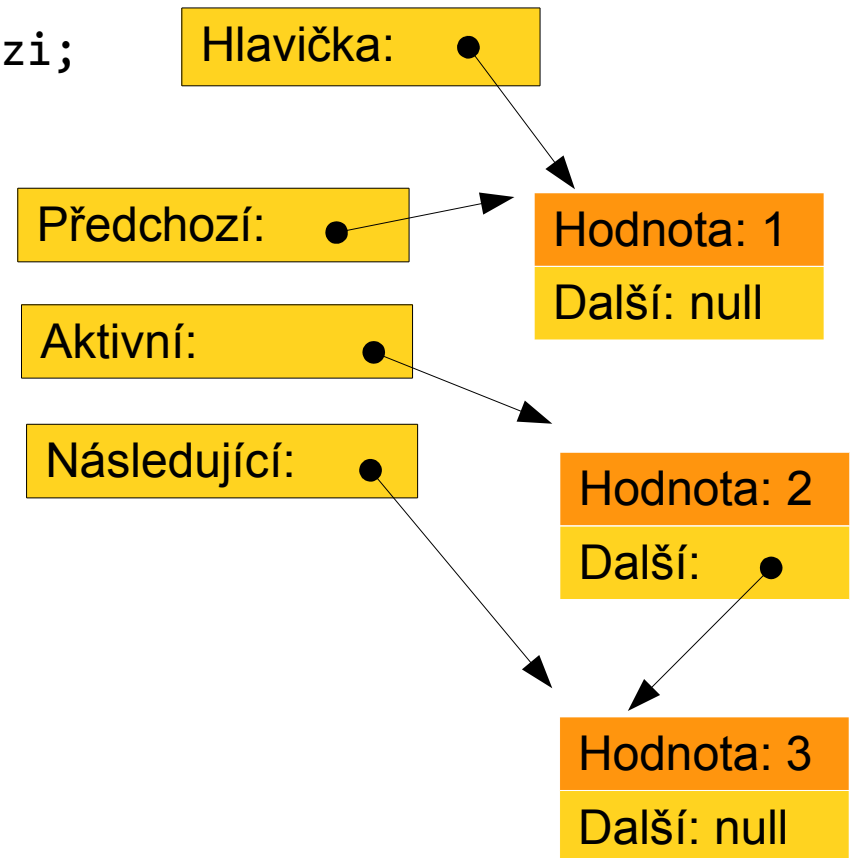 zi;
Hlavička:
Předchozí:
Hodnota: 1
Další: null
Aktivní:
Následující:
Hodnota: 2
Další:
Hodnota: 3
Další: null